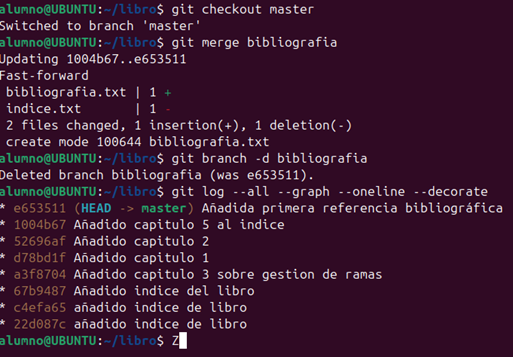 alumno@UBUNTU:~/libro$ git checkout master
Switched to branch 'master'
alumno@UBUNTU:~/libro$ git merge bibliografia
Updating 1004b67..e653511
Fast-forward
 bibliografia.txt | 1 +
 indice.txt       | 1 -
 2 files changed, 1 insertion(+), 1 deletion(-)
 create mode 100644 bibliografia.txt
alumno@UBUNTU:~/libro$ git branch -d bibliografia
Deleted branch bibliografia (was e653511).
alumno@UBUNTU:~/libro$ git log --all --graph --oneline --decorate
* e653511 (HEAD -> master) Añadida primera referencia bibliográfica
* 1004b67 Añadido capitulo 5 al indice
* 52696af Añadido capitulo 2
* d78bd1f Añadido capitulo 1
* a3f8704 Añadido capitulo 3 sobre gestion de ramas
* 67b9487 Añadido indice del libro
* c4efa65 añadido indice de libro
* 22d087c añadido indice de libro
alumno@UBUNTU:~/libro$ Z